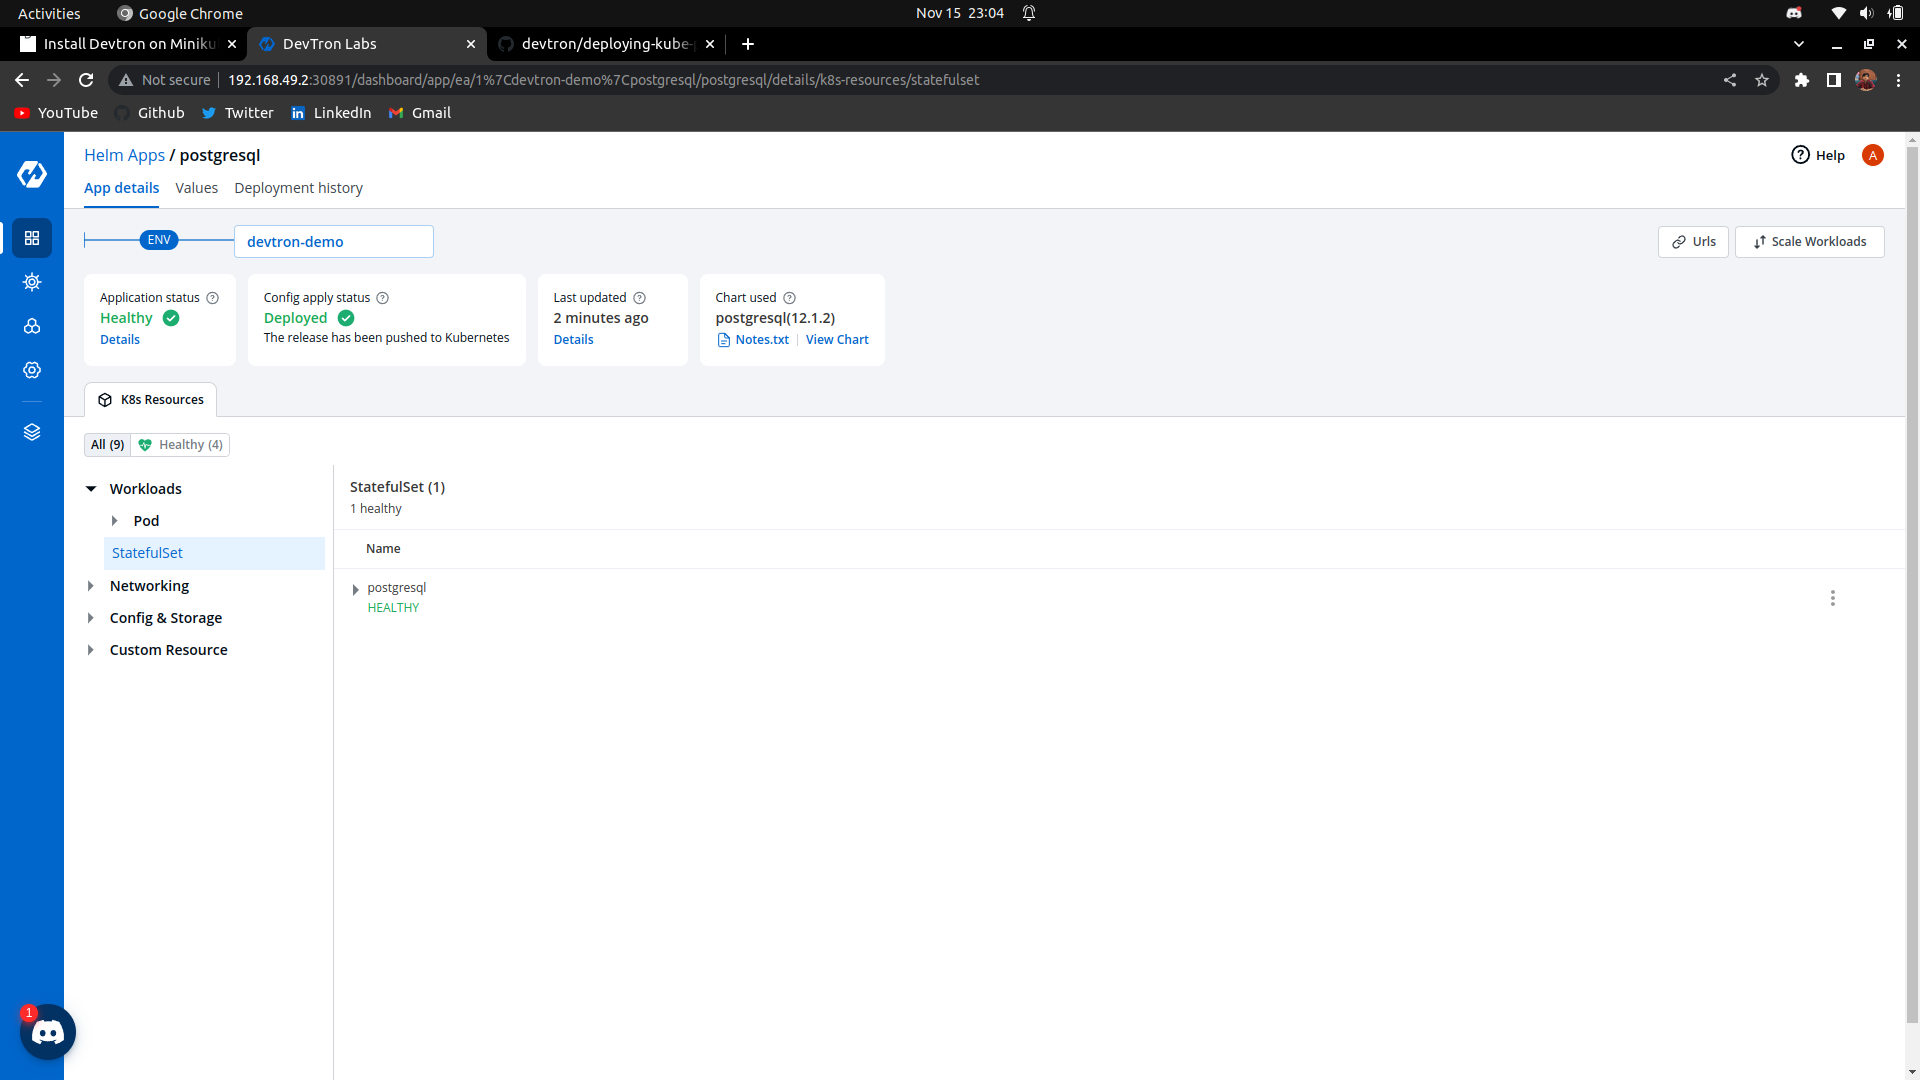 Activities
Google Chrome
Nov 15 23:04
Install Devtron on Miniku
DevTron Labs
devtron/deploying-kube-
Not secure
192.168.49.2:30891/dashboard/app/ea/1%7Cdevtron-demo%7Cpostgresql/postgresql/details/k8s-resources/statefulset
YouTube
Github
Twitter
LinkedIn
Gmail
Helm Apps / postgresql
Help
A
App details
Values
Deployment history
ENV
devtron-demo
Urls
Scale Workloads
Application status
Healthy
Details
Config apply status
Deployed
The release has been pushed to Kubernetes
Last updated
2 minutes ago
Details
Chart used
postgresql(12.1.2)
Notes.txt
View Chart
K8s Resources
All (9)
Healthy (4)
Workloads
Pod
StatefulSet
Networking
Config & Storage
Custom Resource
StatefulSet (1)
1 healthy
Name
postgresql
HEALTHY
1